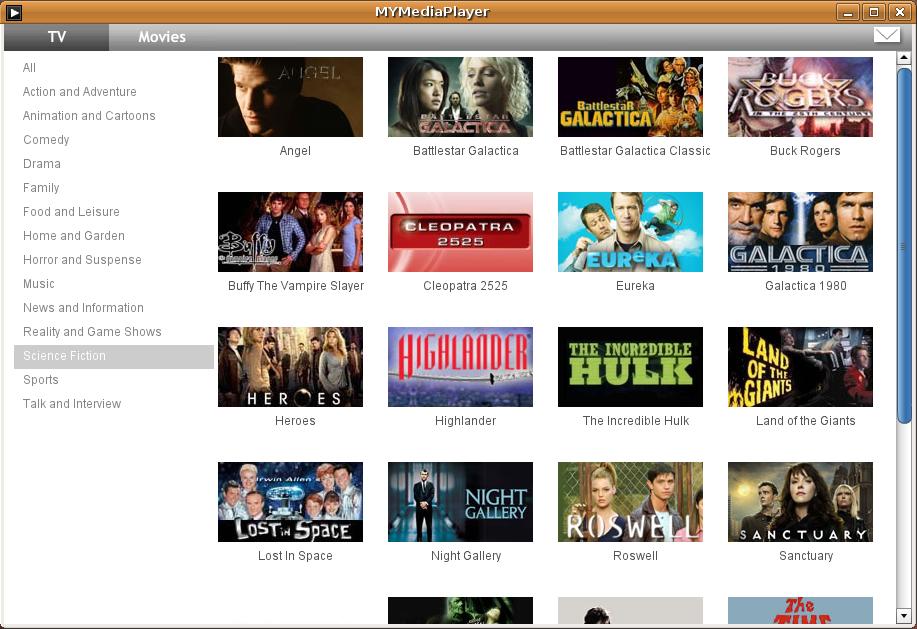 MYMediaPlayer
TV Movies
All
Action and Adventure
Animation and Cartoons
Comedy
Drama
Family
Food and Leisure
Home and Garden
Horror and Suspense
Music
News and Information
Reality and Game Shows
Science Fiction
Sports
Talk and Interview
ANGEL
BATTLESTAR
GALACTICA
BATTLESTAR
GALACTICA
BUCK
ROGERS
IN THE 25TH CENTURY
Angel
Battlestar Galactica
Battlestar Galactica Classic
Buck Rogers
Buffy
the vampire slayer
CLEOPATRA
2525
EUReKA
GALACTICA
1980
Buffy The Vampire Slayer
Cleopatra 2525
Eureka
Galactica 1980
HEROES
HIGHLANDER
THE INCREDIBLE
HULK
LAND
OF THE
GIANTS
Heroes
Highlander
The Incredible Hulk
Land of the Giants
Irwin Allen's
LOST IN SPACE
NIGHT
GALLERY
ROSWELL
SANCTUARY
Lost In Space
Night Gallery
Roswell
Sanctuary
The
TIME